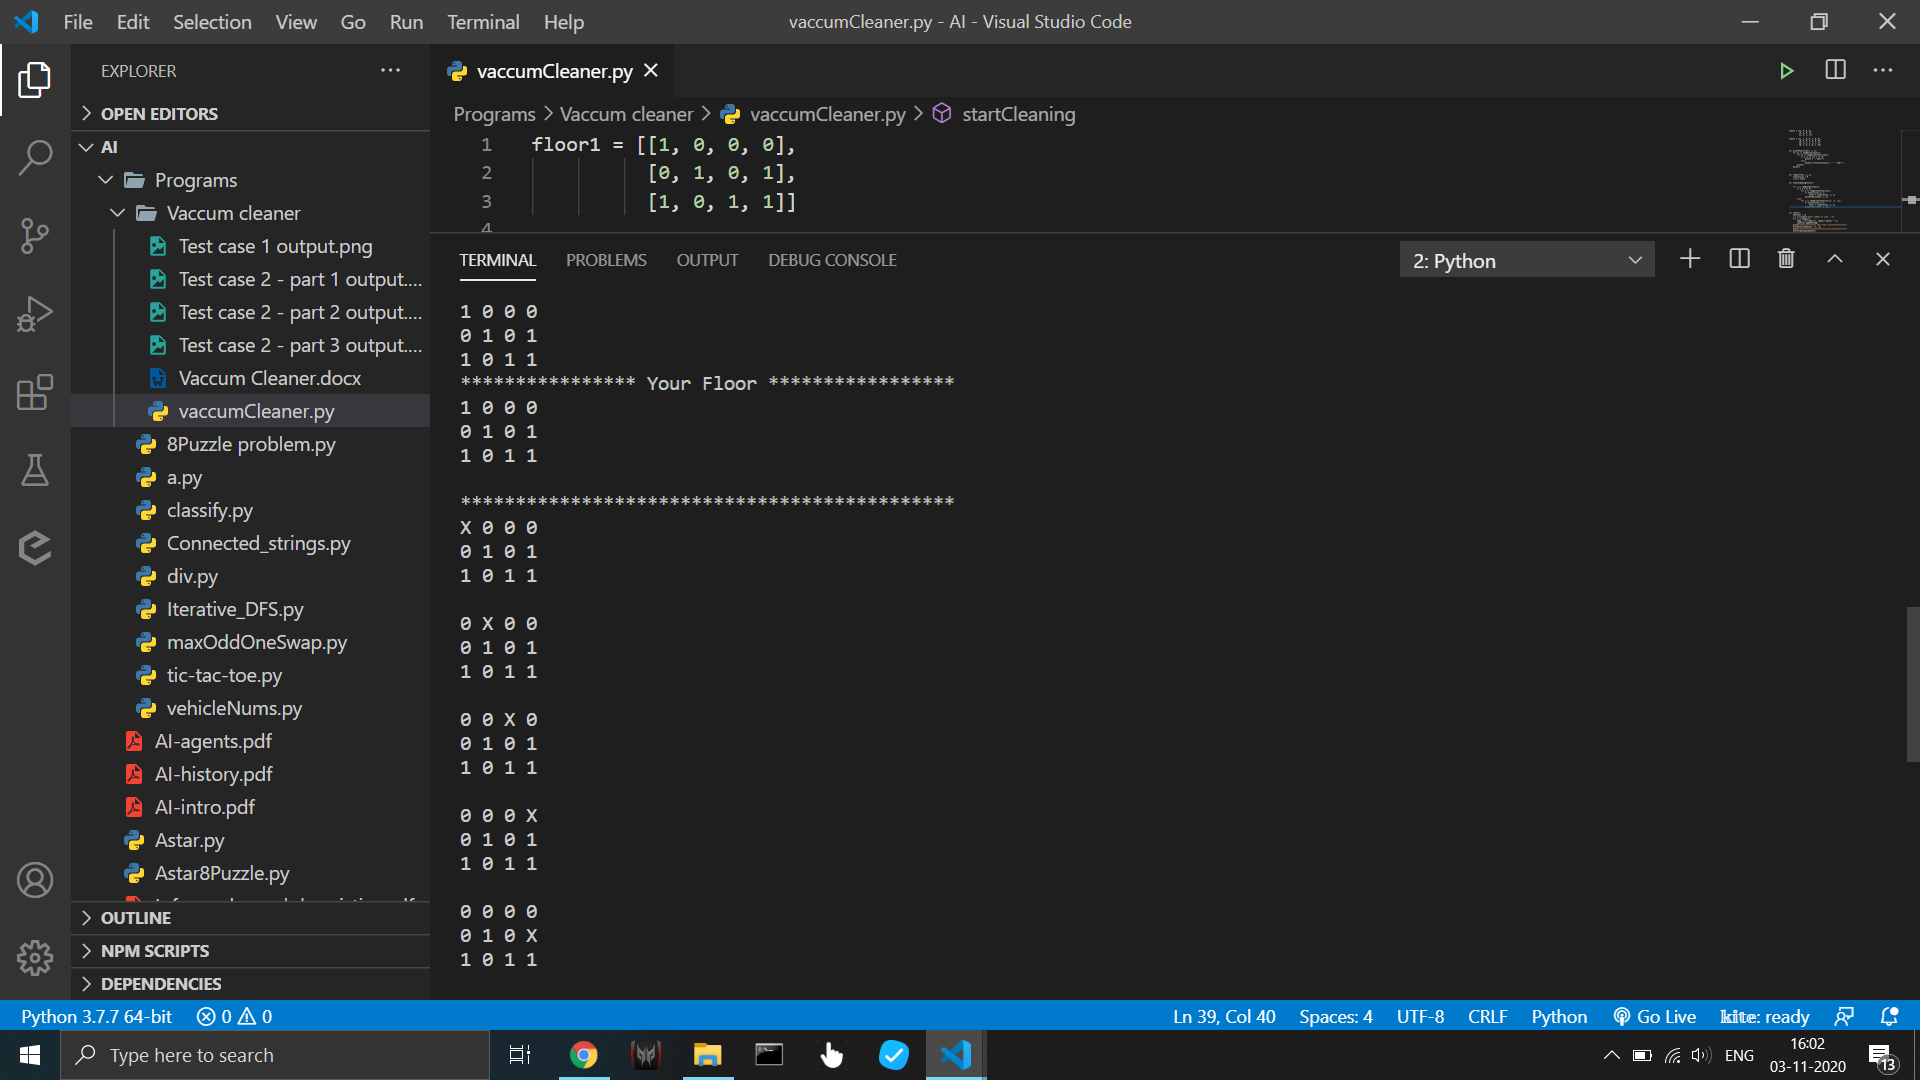 File Edit Selection View Go Run Terminal Help
vaccumCleaner.py - AI - Visual Studio Code
EXPLORER
OPEN EDITORS
AI
Programs
Vaccum cleaner
Test case 1 output.png
Test case 2 - part 1 output....
Test case 2 - part 2 output....
Test case 2 - part 3 output....
Vaccum Cleaner.docx
vaccumCleaner.py
8Puzzle problem.py
a.py
classify.py
Connected_strings.py
div.py
Iterative_DFS.py
maxOddOneSwap.py
tic-tac-toe.py
vehicleNums.py
AI-agents.pdf
AI-history.pdf
AI-intro.pdf
Astar.py
Astar8Puzzle.py
OUTLINE
NPM SCRIPTS
DEPENDENCIES
vaccumCleaner.py
Programs > Vaccum cleaner > vaccumCleaner.py > startCleaning
1 floor1 = [[1, 0, 0, 0],
2 [0, 1, 0, 1],
3 [1, 0, 1, 1]]
4
TERMINAL PROBLEMS OUTPUT DEBUG CONSOLE
2: Python
1 0 0 0
0 1 0 1
1 0 1 1
**************** Your Floor *****************
1 0 0 0
0 1 0 1
1 0 1 1
*********************************************
X 0 0 0
0 1 0 1
1 0 1 1
0 X 0 0
0 1 0 1
1 0 1 1
0 0 X 0
0 1 0 1
1 0 1 1
0 0 0 X
0 1 0 1
1 0 1 1
0 0 0 0
0 1 0 X
1 0 1 1
Python 3.7.7 64-bit 0 0
Ln 39, Col 40 Spaces: 4 UTF-8 CRLF Python Go Live kite: ready
Type here to search
ENG
16:02
03-11-2020
13